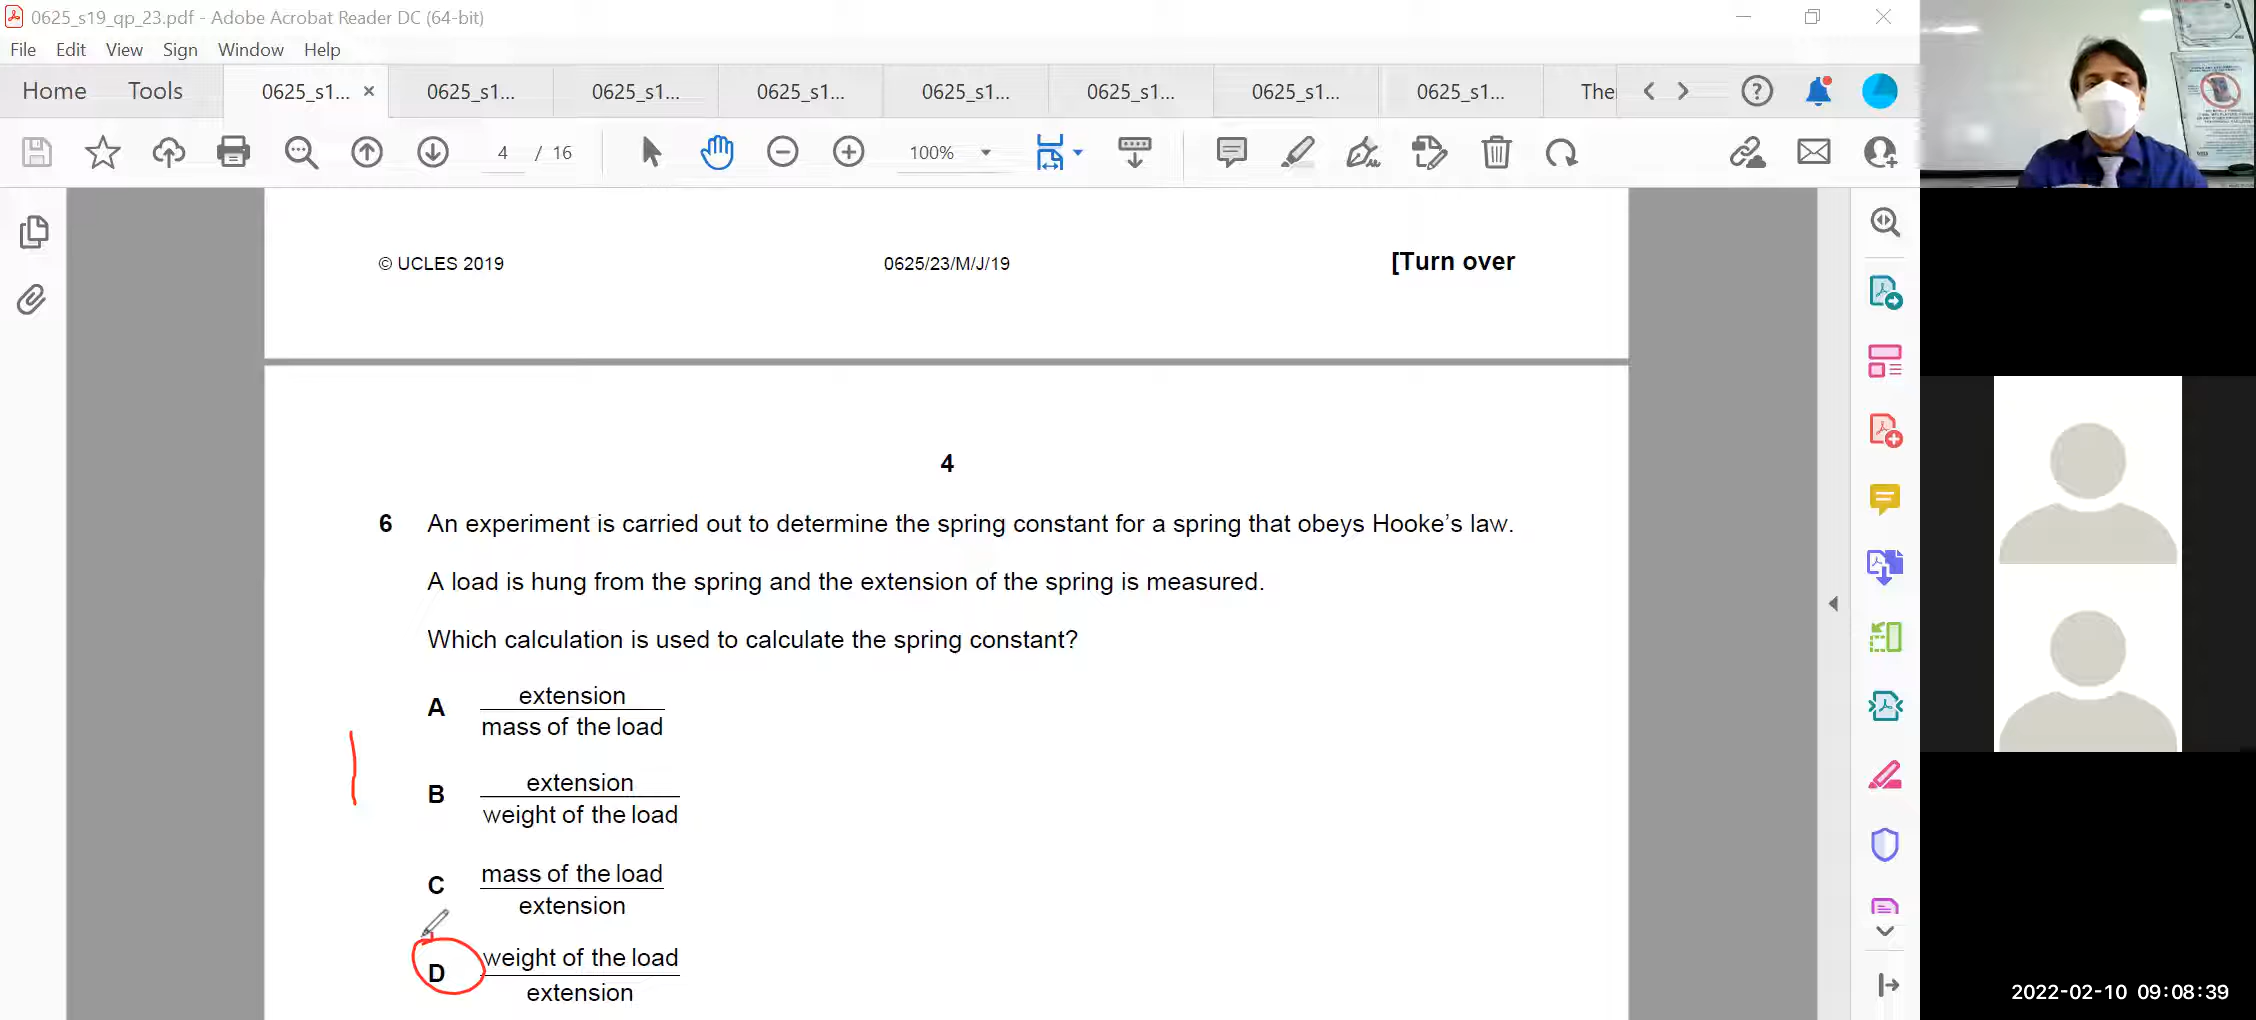 0625_s19_qp_23.pdf - Adobe Acrobat Reader DC (64-bit)
File Edit View Sign Window Help
Home Tools 0625_s1... × 0625_s1... 0625_s1... 0625_s1... 0625_s1... 0625_s1... 0625_s1... 0625_s1... The
4 / 16 100%
© UCLES 2019 0625/23/M/J/19 [Turn over
4
6 An experiment is carried out to determine the spring constant for a spring that obeys Hooke’s law.
A load is hung from the spring and the extension of the spring is measured.
Which calculation is used to calculate the spring constant?
A extension
mass of the load
B extension
weight of the load
C mass of the load
extension
D weight of the load
extension
2022-02-10 09:08:39